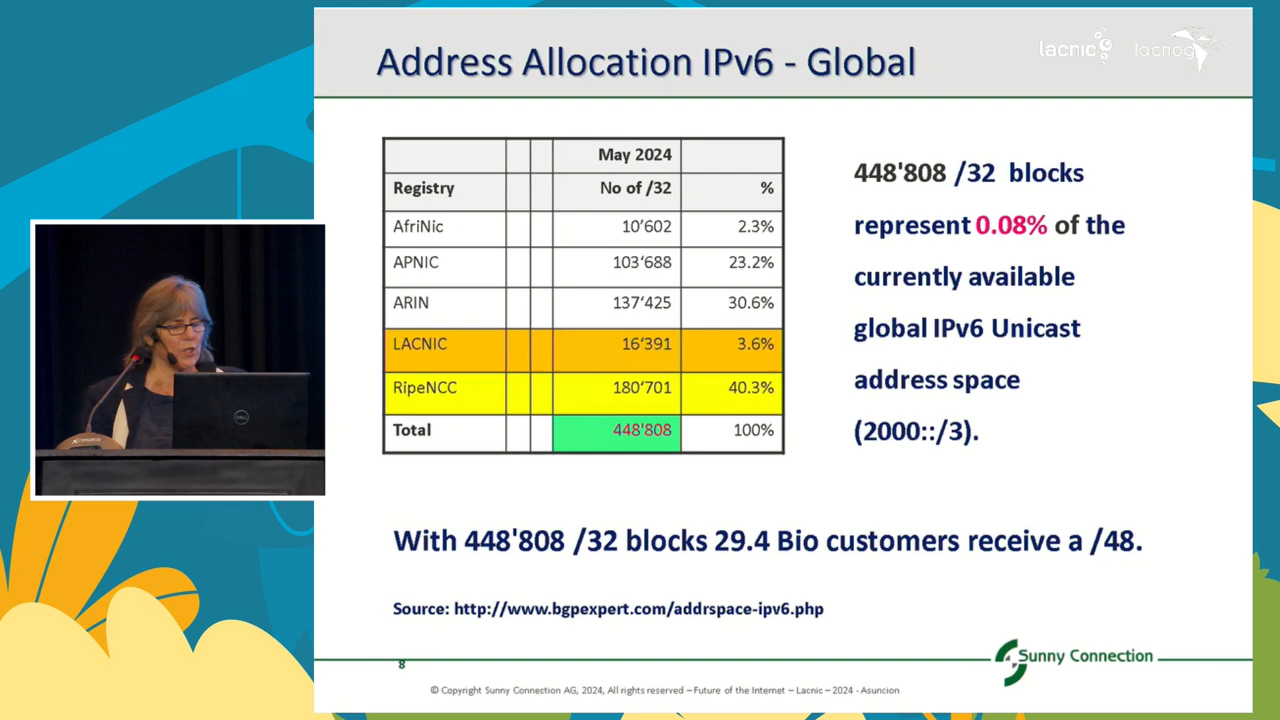 Address Allocation IPv6 - Global
lacnic
lacnog
May 2024
Registry No of /32 %
AfriNic 10’602 2.3%
APNIC 103‘688 23.2%
ARIN 137‘425 30.6%
LACNIC 16’391 3.6%
RipeNCC 180‘701 40.3%
Total 448'808 100%
448'808 /32 blocks
represent 0.08% of the
currently available
global IPv6 Unicast
address space
(2000::/3).
With 448'808 /32 blocks 29.4 Bio customers receive a /48.
Source: http://www.bgpexpert.com/addrspace-ipv6.php
8
Sunny Connection
© Copyright Sunny Connection AG, 2024, All rights reserved – Future of the Internet – Lacnic – 2024 - Asuncion
DELL